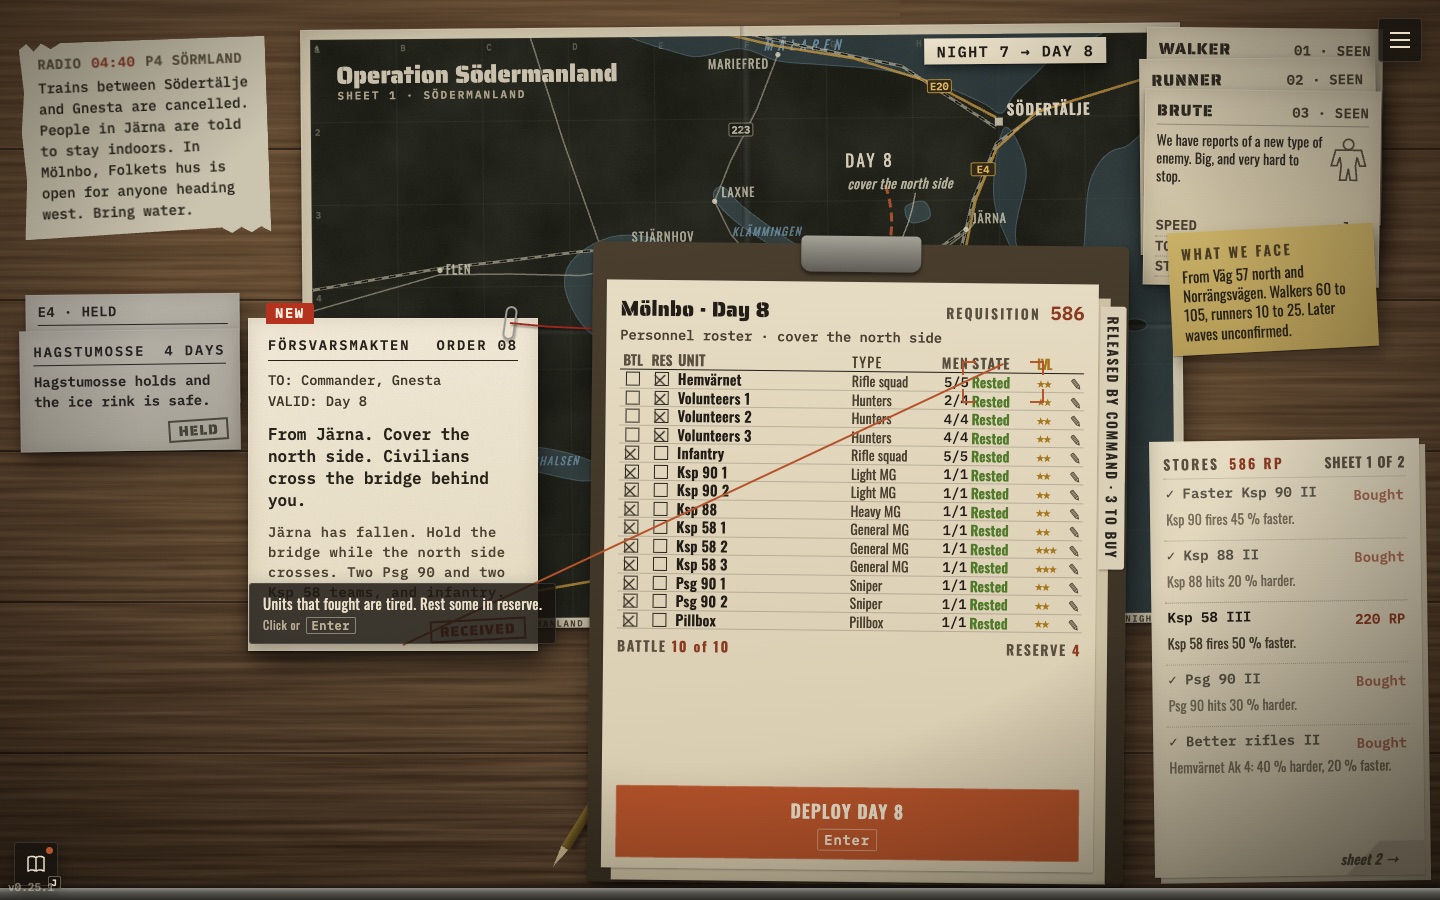 RADIO 04:40 P4 SÖRMLAND
Trains between Södertälje
and Gnesta are cancelled.
People in Järna are told
to stay indoors. In
Mölnbo, Folkets hus is
open for anyone heading
west. Bring water.
E4 · HELD
HAGSTUMOSSE 4 DAYS
Hagstumosse holds and
the ice rink is safe.
HELD
Operation Södermanland
SHEET 1 · SÖDERMANLAND
B
C
D
E
2
3
4
MÄLAREN
MARIEFRED
NIGHT 7 → DAY 8
E20
SÖDERTÄLJE
223
DAY 8
cover the north side
E4
LAXNE
JÄRNA
STJÄRNHOV
KLÄMMINGEN
FLEN
WALKER 01 · SEEN
RUNNER 02 · SEEN
BRUTE 03 · SEEN
We have reports of a new type of
enemy. Big, and very hard to
stop.
SPEED
WHAT WE FACE
From Väg 57 north and
Norrängsvägen. Walkers 60 to
105, runners 10 to 25. Later
waves unconfirmed.
NEW
FÖRSVARSMAKTEN ORDER 08
TO: Commander, Gnesta
VALID: Day 8
From Järna. Cover the
north side. Civilians
cross the bridge behind
you.
Järna has fallen. Hold the
bridge while the north side
crosses. Two Psg 90 and two
Ksp 58 teams, and infantry.
Units that fought are tired. Rest some in reserve.
Click or Enter
RECEIVED
HALSEN
Mölnbo · Day 8 REQUISITION 586
Personnel roster · cover the north side
BTL RES UNIT TYPE MEN STATE LVL
Hemvärnet Rifle squad 5/5 Rested ★★
Volunteers 1 Hunters 2/4 Rested ★★
Volunteers 2 Hunters 4/4 Rested ★★
Volunteers 3 Hunters 4/4 Rested ★★
Infantry Rifle squad 5/5 Rested ★★
Ksp 90 1 Light MG 1/1 Rested ★★
Ksp 90 2 Light MG 1/1 Rested ★★
Ksp 88 Heavy MG 1/1 Rested ★★
Ksp 58 1 General MG 1/1 Rested ★★
Ksp 58 2 General MG 1/1 Rested ★★★
Ksp 58 3 General MG 1/1 Rested ★★★
Psg 90 1 Sniper 1/1 Rested ★★
Psg 90 2 Sniper 1/1 Rested ★★
Pillbox Pillbox 1/1 Rested ★★
BATTLE 10 of 10 RESERVE 4
DEPLOY DAY 8
Enter
RELEASED BY COMMAND · 3 TO BUY
STORES 586 RP SHEET 1 OF 2
✓ Faster Ksp 90 II Bought
Ksp 90 fires 45 % faster.
✓ Ksp 88 II Bought
Ksp 88 hits 20 % harder.
Ksp 58 III 220 RP
Ksp 58 fires 50 % faster.
✓ Psg 90 II Bought
Psg 90 hits 30 % harder.
✓ Better rifles II Bought
Hemvärnet Ak 4: 40 % harder, 20 % faster.
sheet 2 →
J